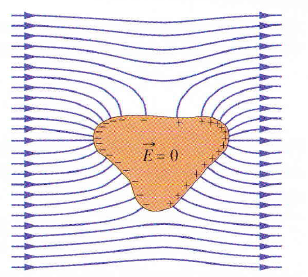 E⃗ = 0